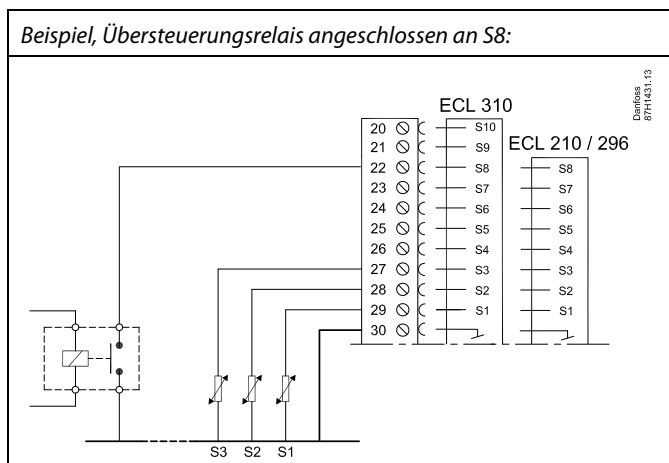 Beispiel, Übersteuerungsrelais angeschlossen an S8:
Danfoss
87H1431.13
ECL 310
ECL 210 / 296
20 S10
21 S9
22 S8 S8
23 S7 S7
24 S6 S6
25 S5 S5
26 S4 S4
27 S3 S3
28 S2 S2
29 S1 S1
30
S3 S2 S1